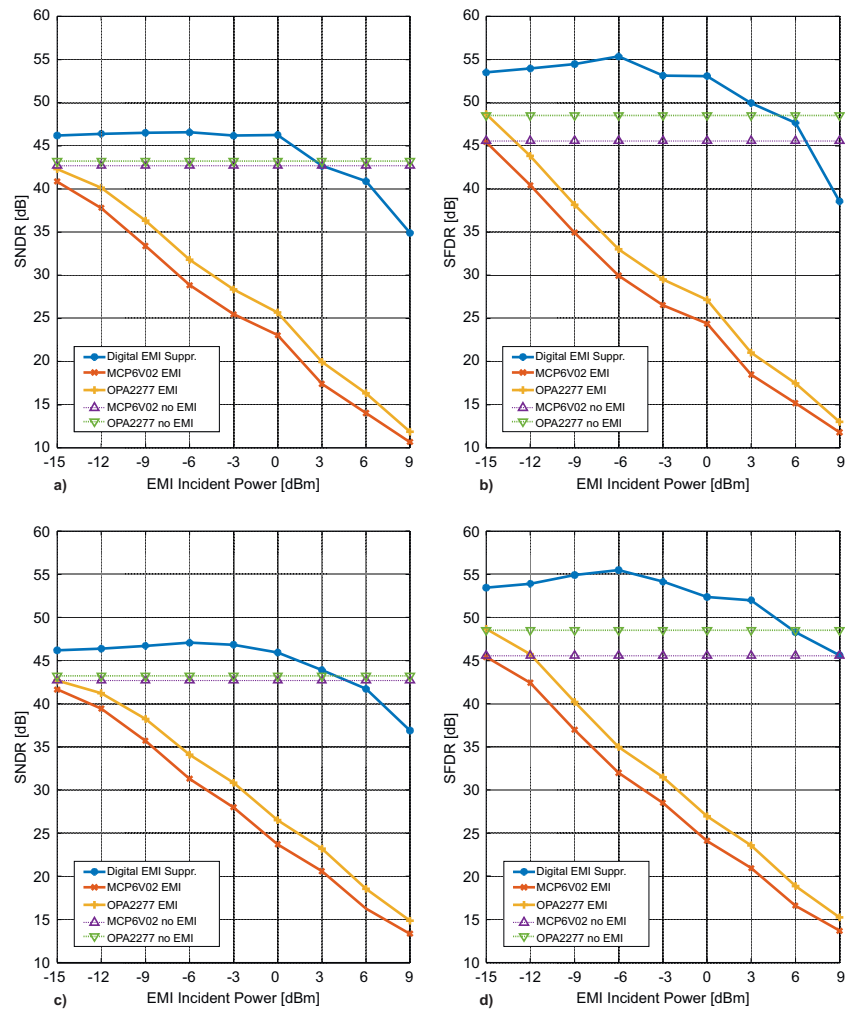 60
55
50
45
40
35
30
25
20
15
10
SNDR [dB]
Digital EMI Suppr.
MCP6V02 EMI
OPA2277 EMI
MCP6V02 no EMI
OPA2277 no EMI
-15 -12 -9 -6 -3 0 3 6 9
EMI Incident Power [dBm]
a)
60
55
50
45
40
35
30
25
20
15
10
SFDR [dB]
Digital EMI Suppr.
MCP6V02 EMI
OPA2277 EMI
MCP6V02 no EMI
OPA2277 no EMI
-15 -12 -9 -6 -3 0 3 6 9
EMI Incident Power [dBm]
b)
60
55
50
45
40
35
30
25
20
15
10
SNDR [dB]
Digital EMI Suppr.
MCP6V02 EMI
OPA2277 EMI
MCP6V02 no EMI
OPA2277 no EMI
-15 -12 -9 -6 -3 0 3 6 9
EMI Incident Power [dBm]
c)
60
55
50
45
40
35
30
25
20
15
10
SFDR [dB]
Digital EMI Suppr.
MCP6V02 EMI
OPA2277 EMI
MCP6V02 no EMI
OPA2277 no EMI
-15 -12 -9 -6 -3 0 3 6 9
EMI Incident Power [dBm]
d)